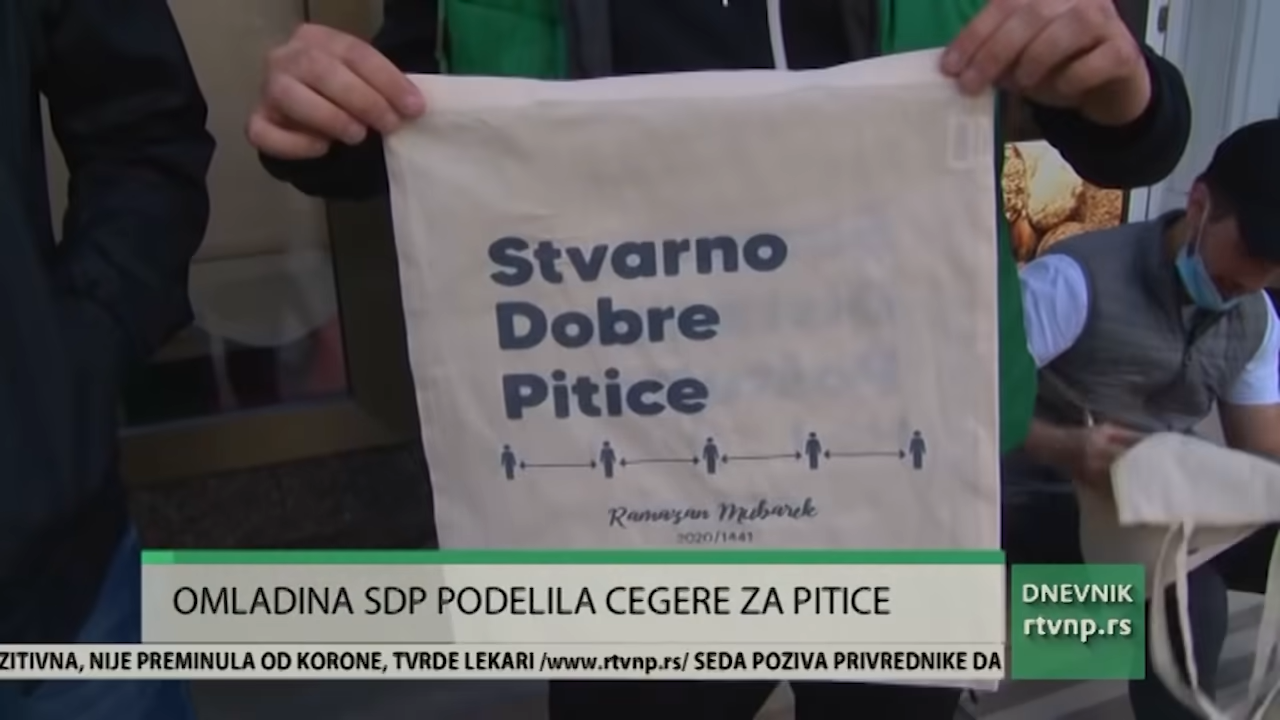 Stvarno
Dobre
Pitice
Ramazan Mubarek
2020/1441
OMLADINA SDP PODELILA CEGERE ZA PITICE
DNEVNIK
rtvnp.rs
ZITIVNA, NIJE PREMINULA OD KORONE, TVRDE LEKARI /www.rtvnp.rs/ SEDA POZIVA PRIVREDNIKE DA